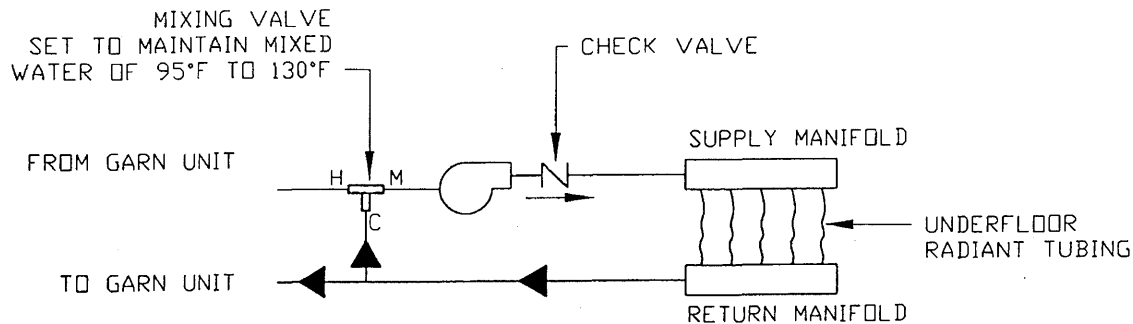 MIXING VALVE
SET TO MAINTAIN MIXED
WATER OF 95°F TO 130°F
CHECK VALVE
SUPPLY MANIFOLD
FROM GARN UNIT
H
M
C
UNDERFLOOR
RADIANT TUBING
TO GARN UNIT
RETURN MANIFOLD